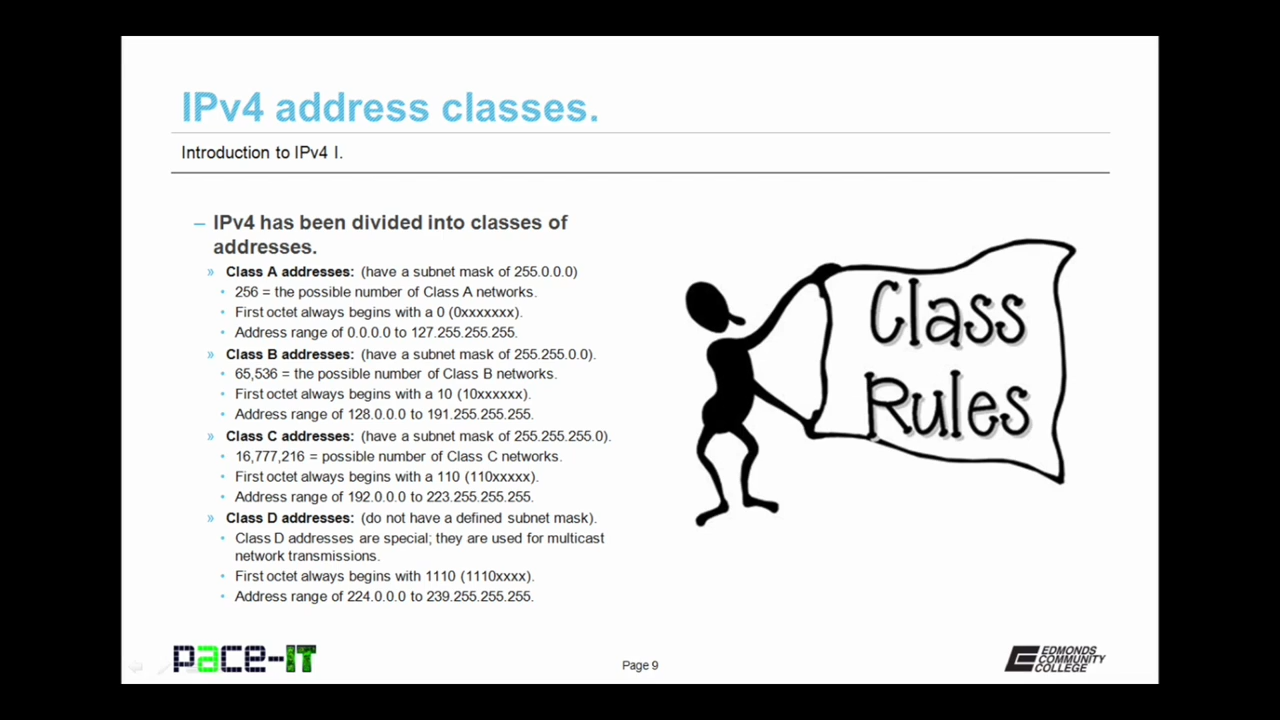 IPv4 address classes.
Introduction to IPv4 I.
– IPv4 has been divided into classes of
addresses.
» Class A addresses: (have a subnet mask of 255.0.0.0)
• 256 = the possible number of Class A networks.
• First octet always begins with a 0 (0xxxxxxx).
• Address range of 0.0.0.0 to 127.255.255.255.
» Class B addresses: (have a subnet mask of 255.255.0.0).
• 65,536 = the possible number of Class B networks.
• First octet always begins with a 10 (10xxxxxx).
• Address range of 128.0.0.0 to 191.255.255.255.
» Class C addresses: (have a subnet mask of 255.255.255.0).
• 16,777,216 = possible number of Class C networks.
• First octet always begins with a 110 (110xxxxx).
• Address range of 192.0.0.0 to 223.255.255.255.
» Class D addresses: (do not have a defined subnet mask).
• Class D addresses are special; they are used for multicast
network transmissions.
• First octet always begins with 1110 (1110xxxx).
• Address range of 224.0.0.0 to 239.255.255.255.
Class
Rules
pace-IT
Page 9
EDMONDS
COMMUNITY
COLLEGE